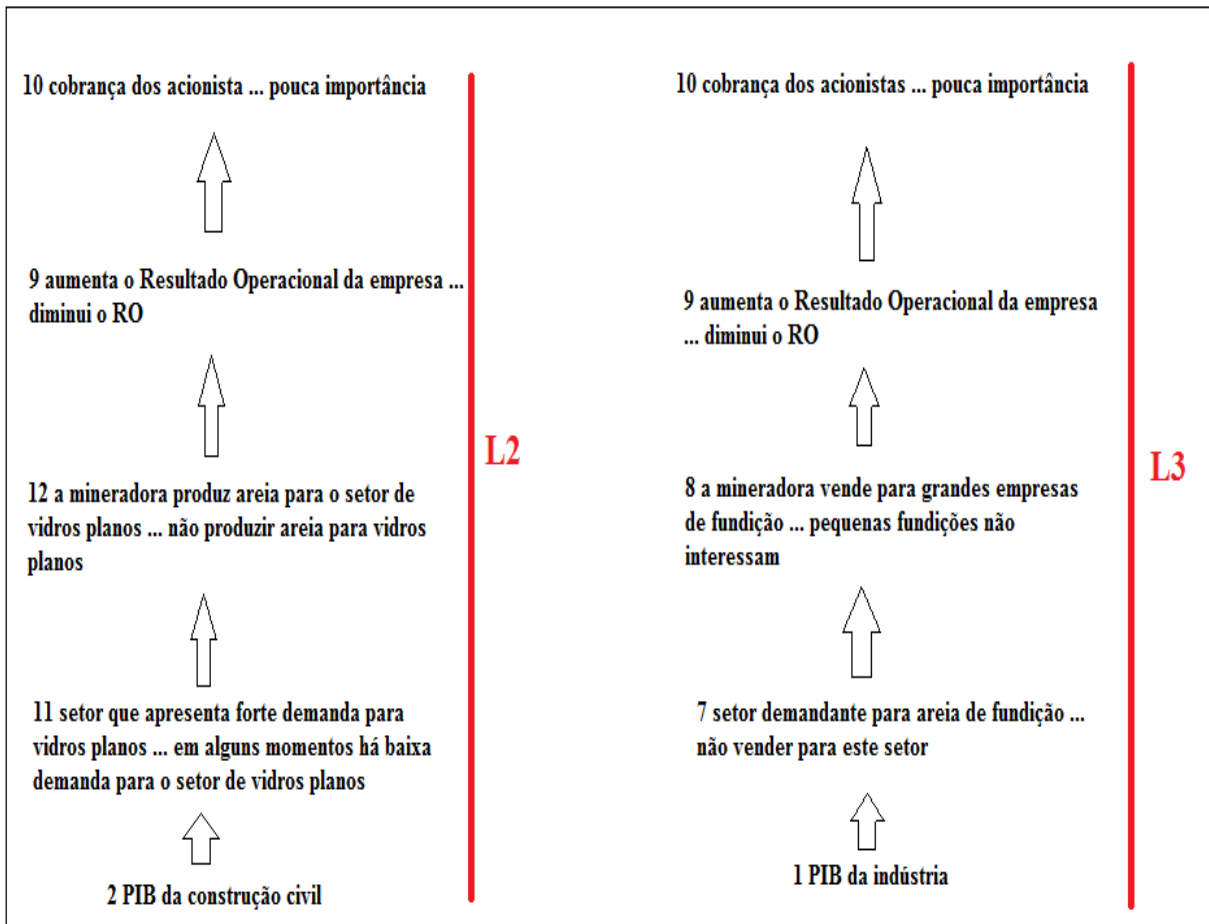 10 cobrança dos acionista ... pouca importância
9 aumenta o Resultado Operacional da empresa ...
diminui o RO
12 a mineradora produz areia para o setor de
vidros planos ... não produzir areia para vidros
planos
11 setor que apresenta forte demanda para
vidros planos ... em alguns momentos há baixa
demanda para o setor de vidros planos
2 PIB da construção civil
L2
10 cobrança dos acionistas ... pouca importância
9 aumenta o Resultado Operacional da empresa
... diminui o RO
8 a mineradora vende para grandes empresas
de fundição ... pequenas fundições não
interessam
7 setor demandante para areia de fundição ...
não vender para este setor
1 PIB da indústria
L3